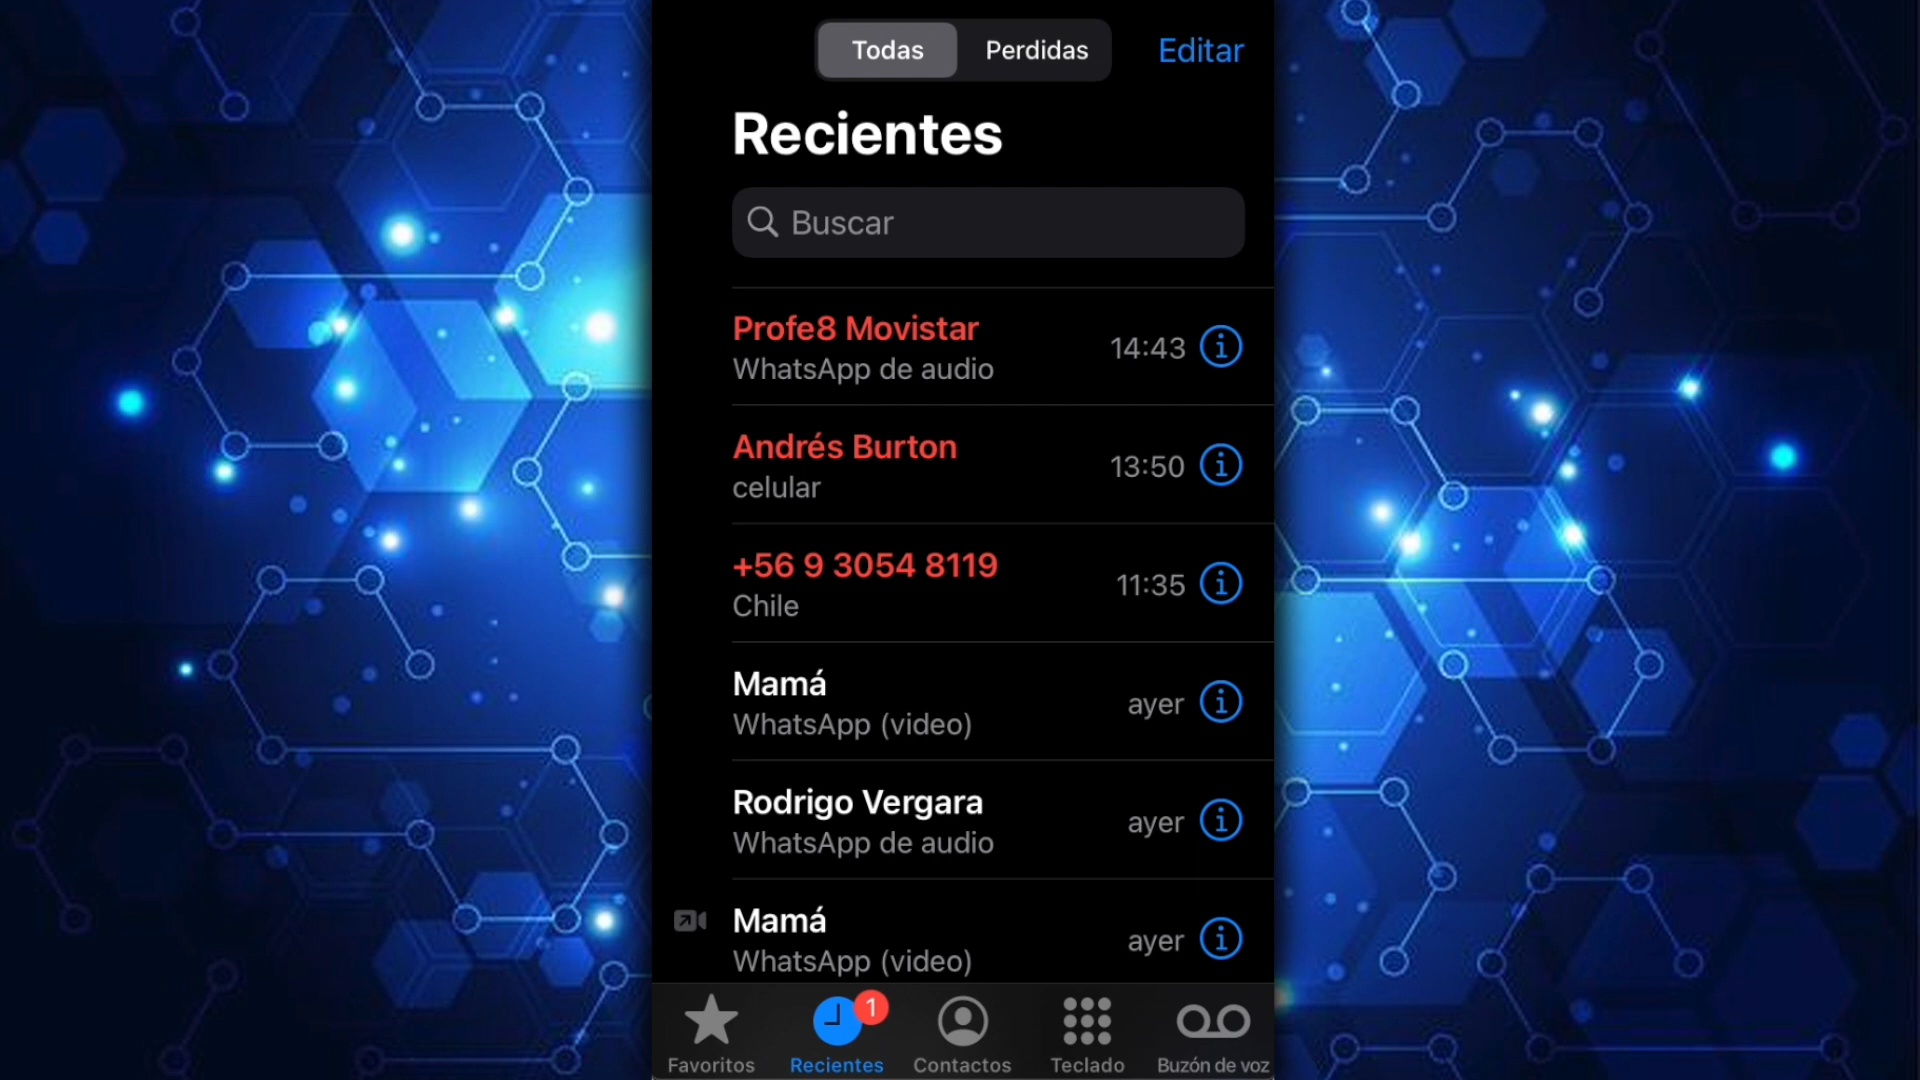 Todas Perdidas Editar
Recientes
Buscar
Profe8 Movistar
WhatsApp de audio
14:43
Andrés Burton
celular
13:50
+56 9 3054 8119
Chile
11:35
Mamá
WhatsApp (video)
ayer
Rodrigo Vergara
WhatsApp de audio
ayer
Mamá
WhatsApp (video)
ayer
1
Favoritos Recientes Contactos Teclado Buzón de voz